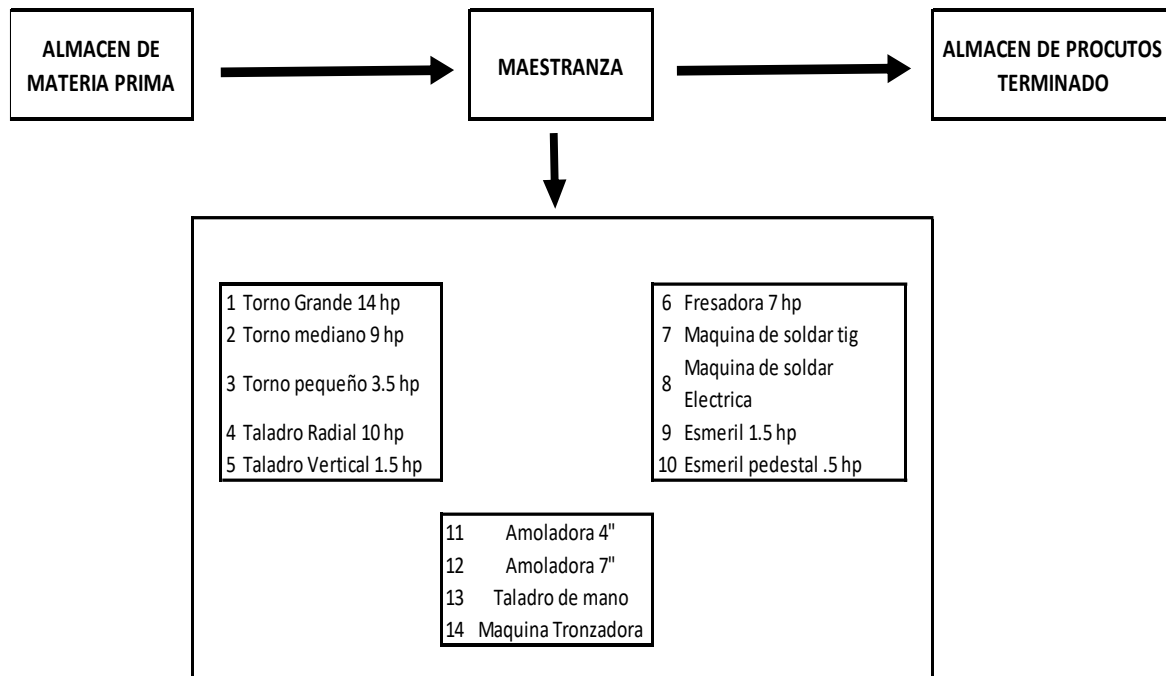 ALMACEN DE
MATERIA PRIMA
MAESTRANZA
ALMACEN DE PROCUTOS
TERMINADO
1 Torno Grande 14 hp
2 Torno mediano 9 hp
3 Torno pequeño 3.5 hp
4 Taladro Radial 10 hp
5 Taladro Vertical 1.5 hp
6 Fresadora 7 hp
7 Maquina de soldar tig
8 Maquina de soldar
Electrica
9 Esmeril 1.5 hp
10 Esmeril pedestal .5 hp
11 Amoladora 4"
12 Amoladora 7"
13 Taladro de mano
14 Maquina Tronzadora